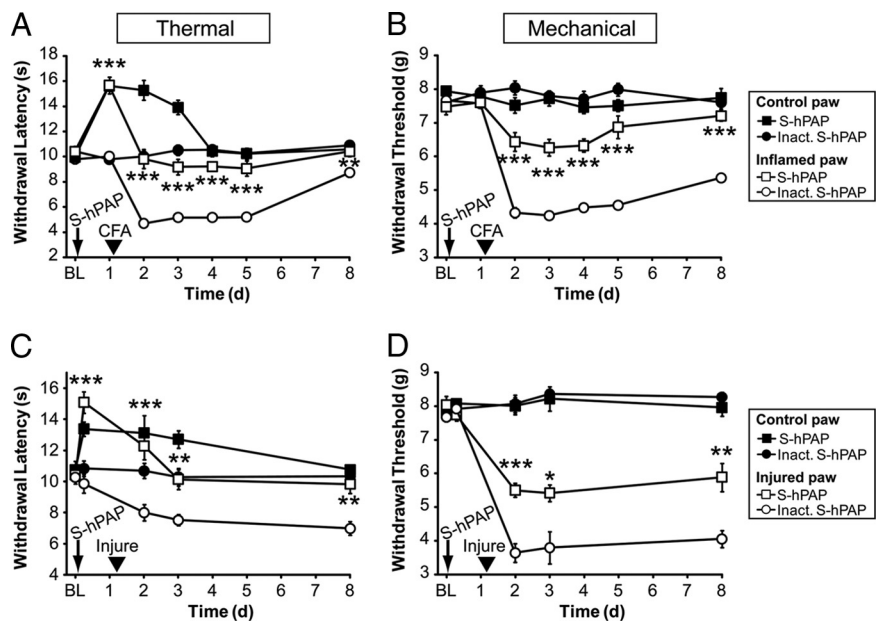 A
Thermal
***
***
***
***
***
**
Withdrawal Latency (s)
18
16
14
12
10
8
6
4
2
S-hPAP
CFA
BL 1 2 3 4 5 6 7 8
Time (d)
B
Mechanical
***
***
***
***
***
Withdrawal Threshold (g)
9
8
7
6
5
4
3
S-hPAP
CFA
BL 1 2 3 4 5 6 7 8
Time (d)
Control paw
S-hPAP
Inact. S-hPAP
Inflamed paw
S-hPAP
Inact. S-hPAP
C
***
***
**
**
Withdrawal Latency (s)
18
16
14
12
10
8
6
4
2
S-hPAP
Injure
BL 1 2 3 4 5 6 7 8
Time (d)
D
***
*
**
Withdrawal Threshold (g)
9
8
7
6
5
4
3
S-hPAP
Injure
BL 1 2 3 4 5 6 7 8
Time (d)
Control paw
S-hPAP
Inact. S-hPAP
Injured paw
S-hPAP
Inact. S-hPAP